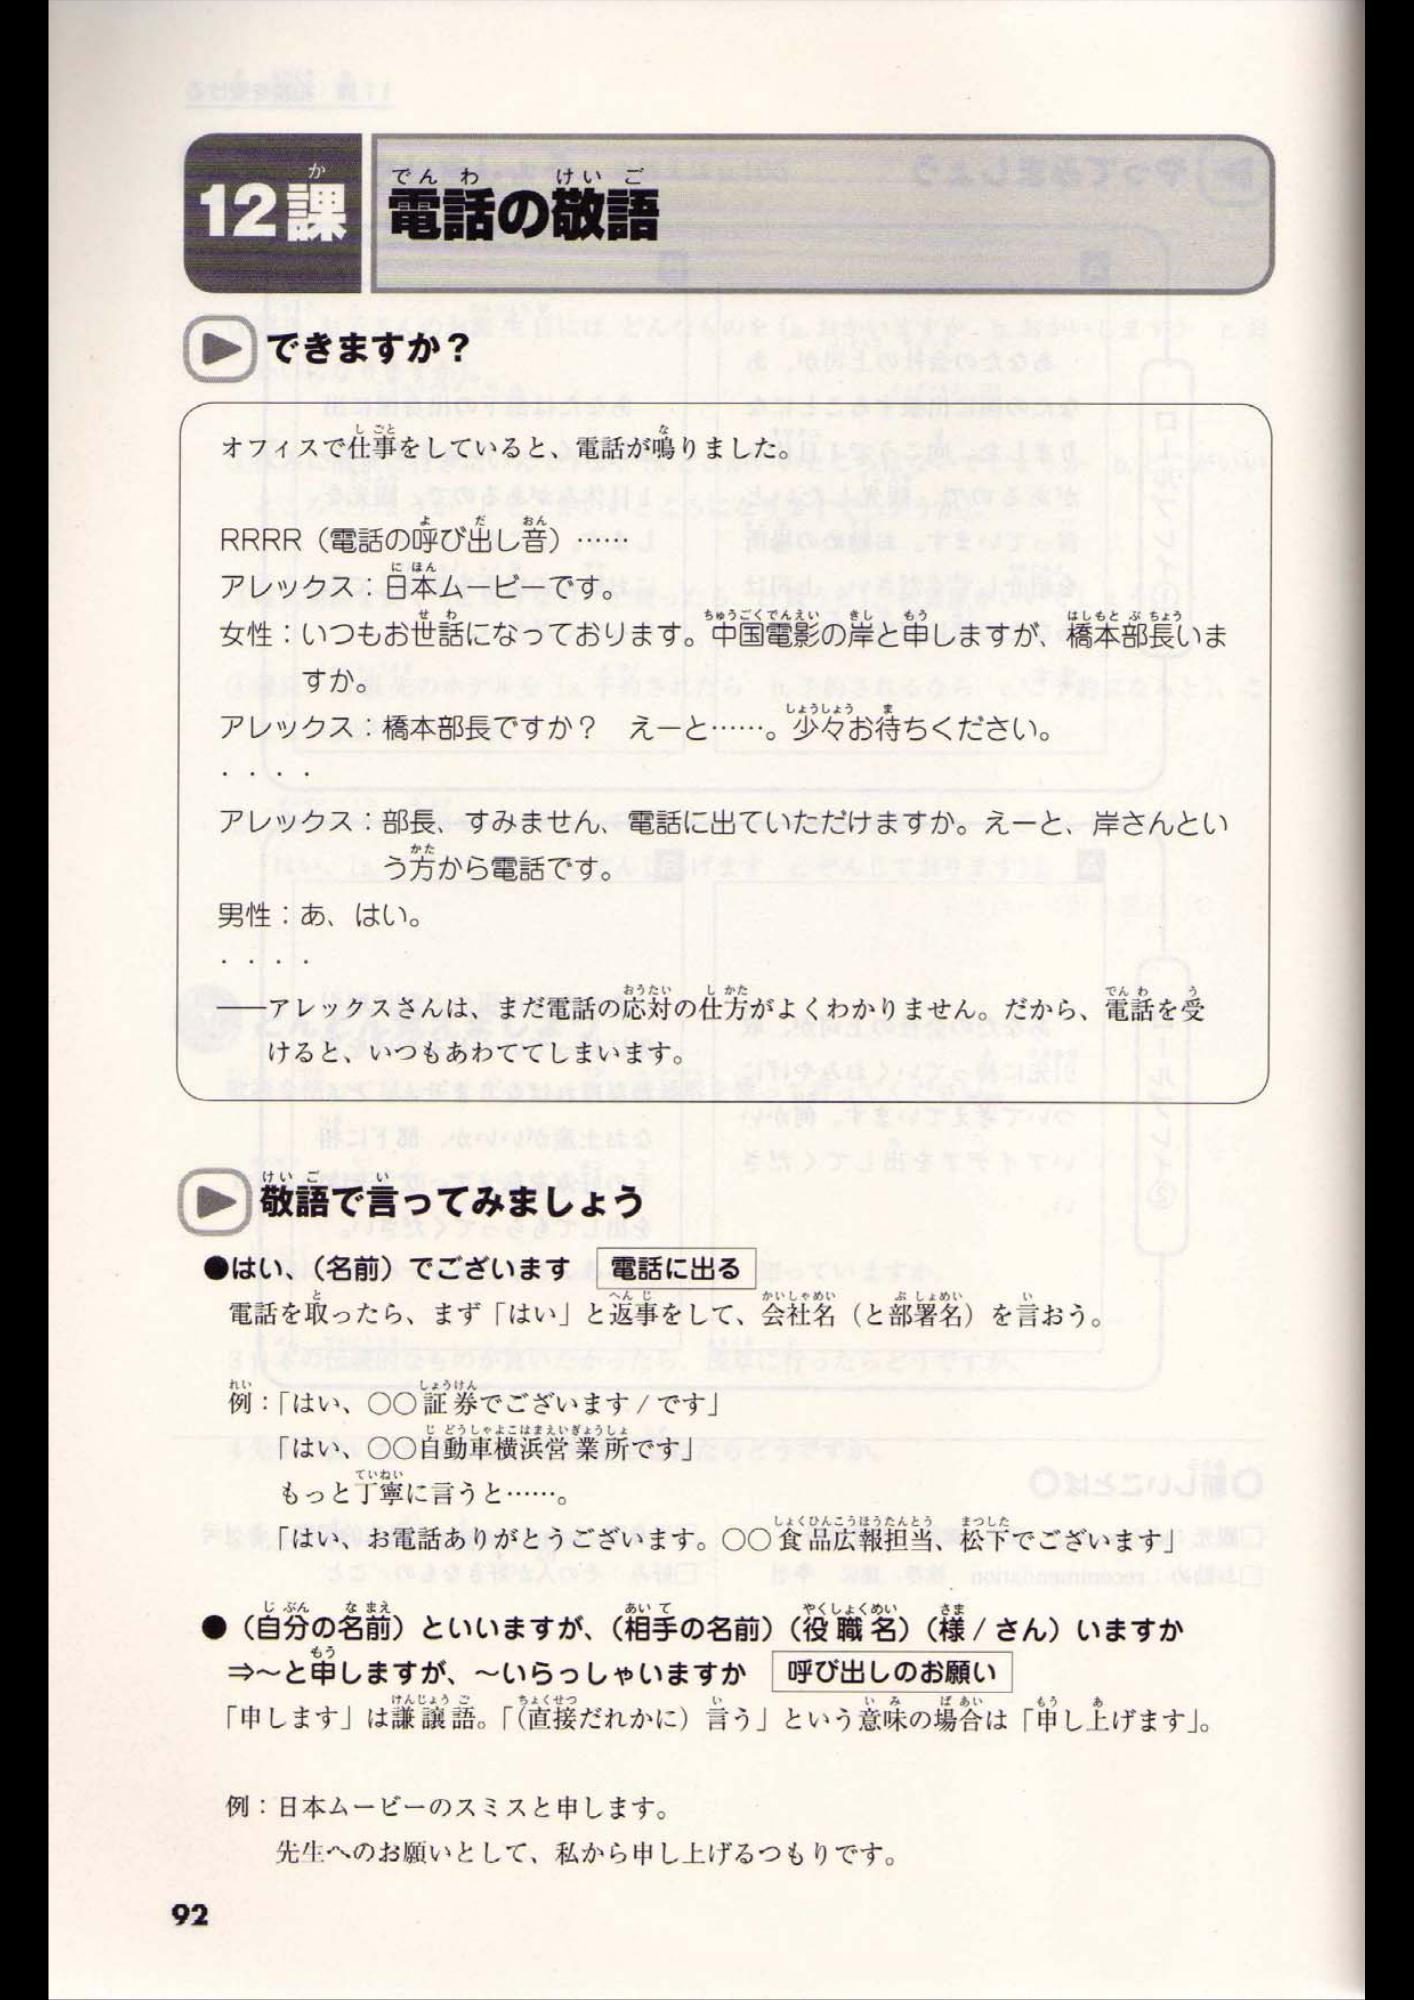 12課 電話の敬語
できますか？
オフィスで仕事をしていると、電話が鳴りました。
RRRR（電話の呼び出し音）……
アレックス：日本ムービーです。
女性：いつもお世話になっております。中国電影の岸と申しますが、橋本部長いま
すか。
アレックス：橋本部長ですか？　えーと……。少々お待ちください。
・・・・
アレックス：部長、すみません、電話に出ていただけますか。えーと、岸さんとい
う方から電話です。
男性：あ、はい。
・・・・
――アレックスさんは、まだ電話の応対の仕方がよくわかりません。だから、電話を受
けると、いつもあわててしまいます。
敬語で言ってみましょう
●はい、（名前）でございます　電話に出る
電話を取ったら、まず「はい」と返事をして、会社名（と部署名）を言おう。
例：「はい、〇〇証券でございます / です」
「はい、〇〇自動車横浜営業所です」
もっと丁寧に言うと……。
「はい、お電話ありがとうございます。〇〇食品広報担当、松下でございます」
●（自分の名前）といいますが、（相手の名前）（役職名）（様 / さん）いますか
⇒～と申しますが、～いらっしゃいますか　呼び出しのお願い
「申します」は謙譲語。「（直接だれかに）言う」という意味の場合は「申し上げます」。
例：日本ムービーのスミスと申します。
先生へのお願いとして、私から申し上げるつもりです。
92